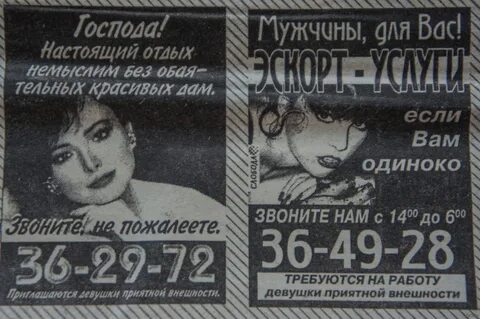 Господа!
Настоящий отдых
немыслим без обая-
тельных красивых дам.
Звоните! не пожалеете.
36-29-72
Приглашаются девушки приятной внешности.
Мужчины, для Вас!
ЭСКОРТ-УСЛУГИ
если
Вам
одиноко
СЛОБОДА
ЗВОНИТЕ НАМ с 14⁰⁰ до 6⁰⁰
36-49-28
ТРЕБУЮТСЯ НА РАБОТУ
девушки приятной внешности